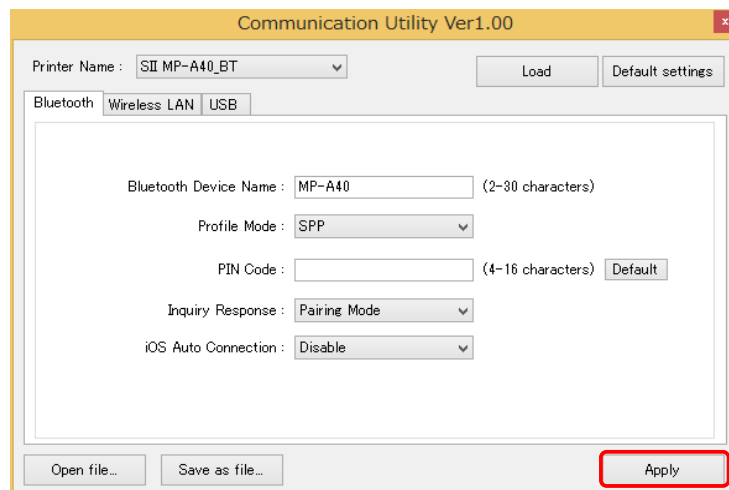 Communication Utility Ver1.00
x
Printer Name : SII MP-A40_BT Load Default settings
Bluetooth Wireless LAN USB
Bluetooth Device Name : MP-A40 (2-30 characters)
Profile Mode : SPP
PIN Code : (4-16 characters) Default
Inquiry Response : Pairing Mode
iOS Auto Connection : Disable
Open file... Save as file... Apply